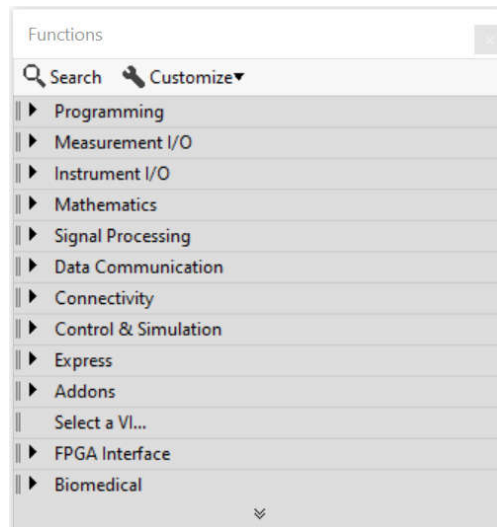 Functions
Search Customize▼
Programming
Measurement I/O
Instrument I/O
Mathematics
Signal Processing
Data Communication
Connectivity
Control & Simulation
Express
Addons
Select a VI...
FPGA Interface
Biomedical